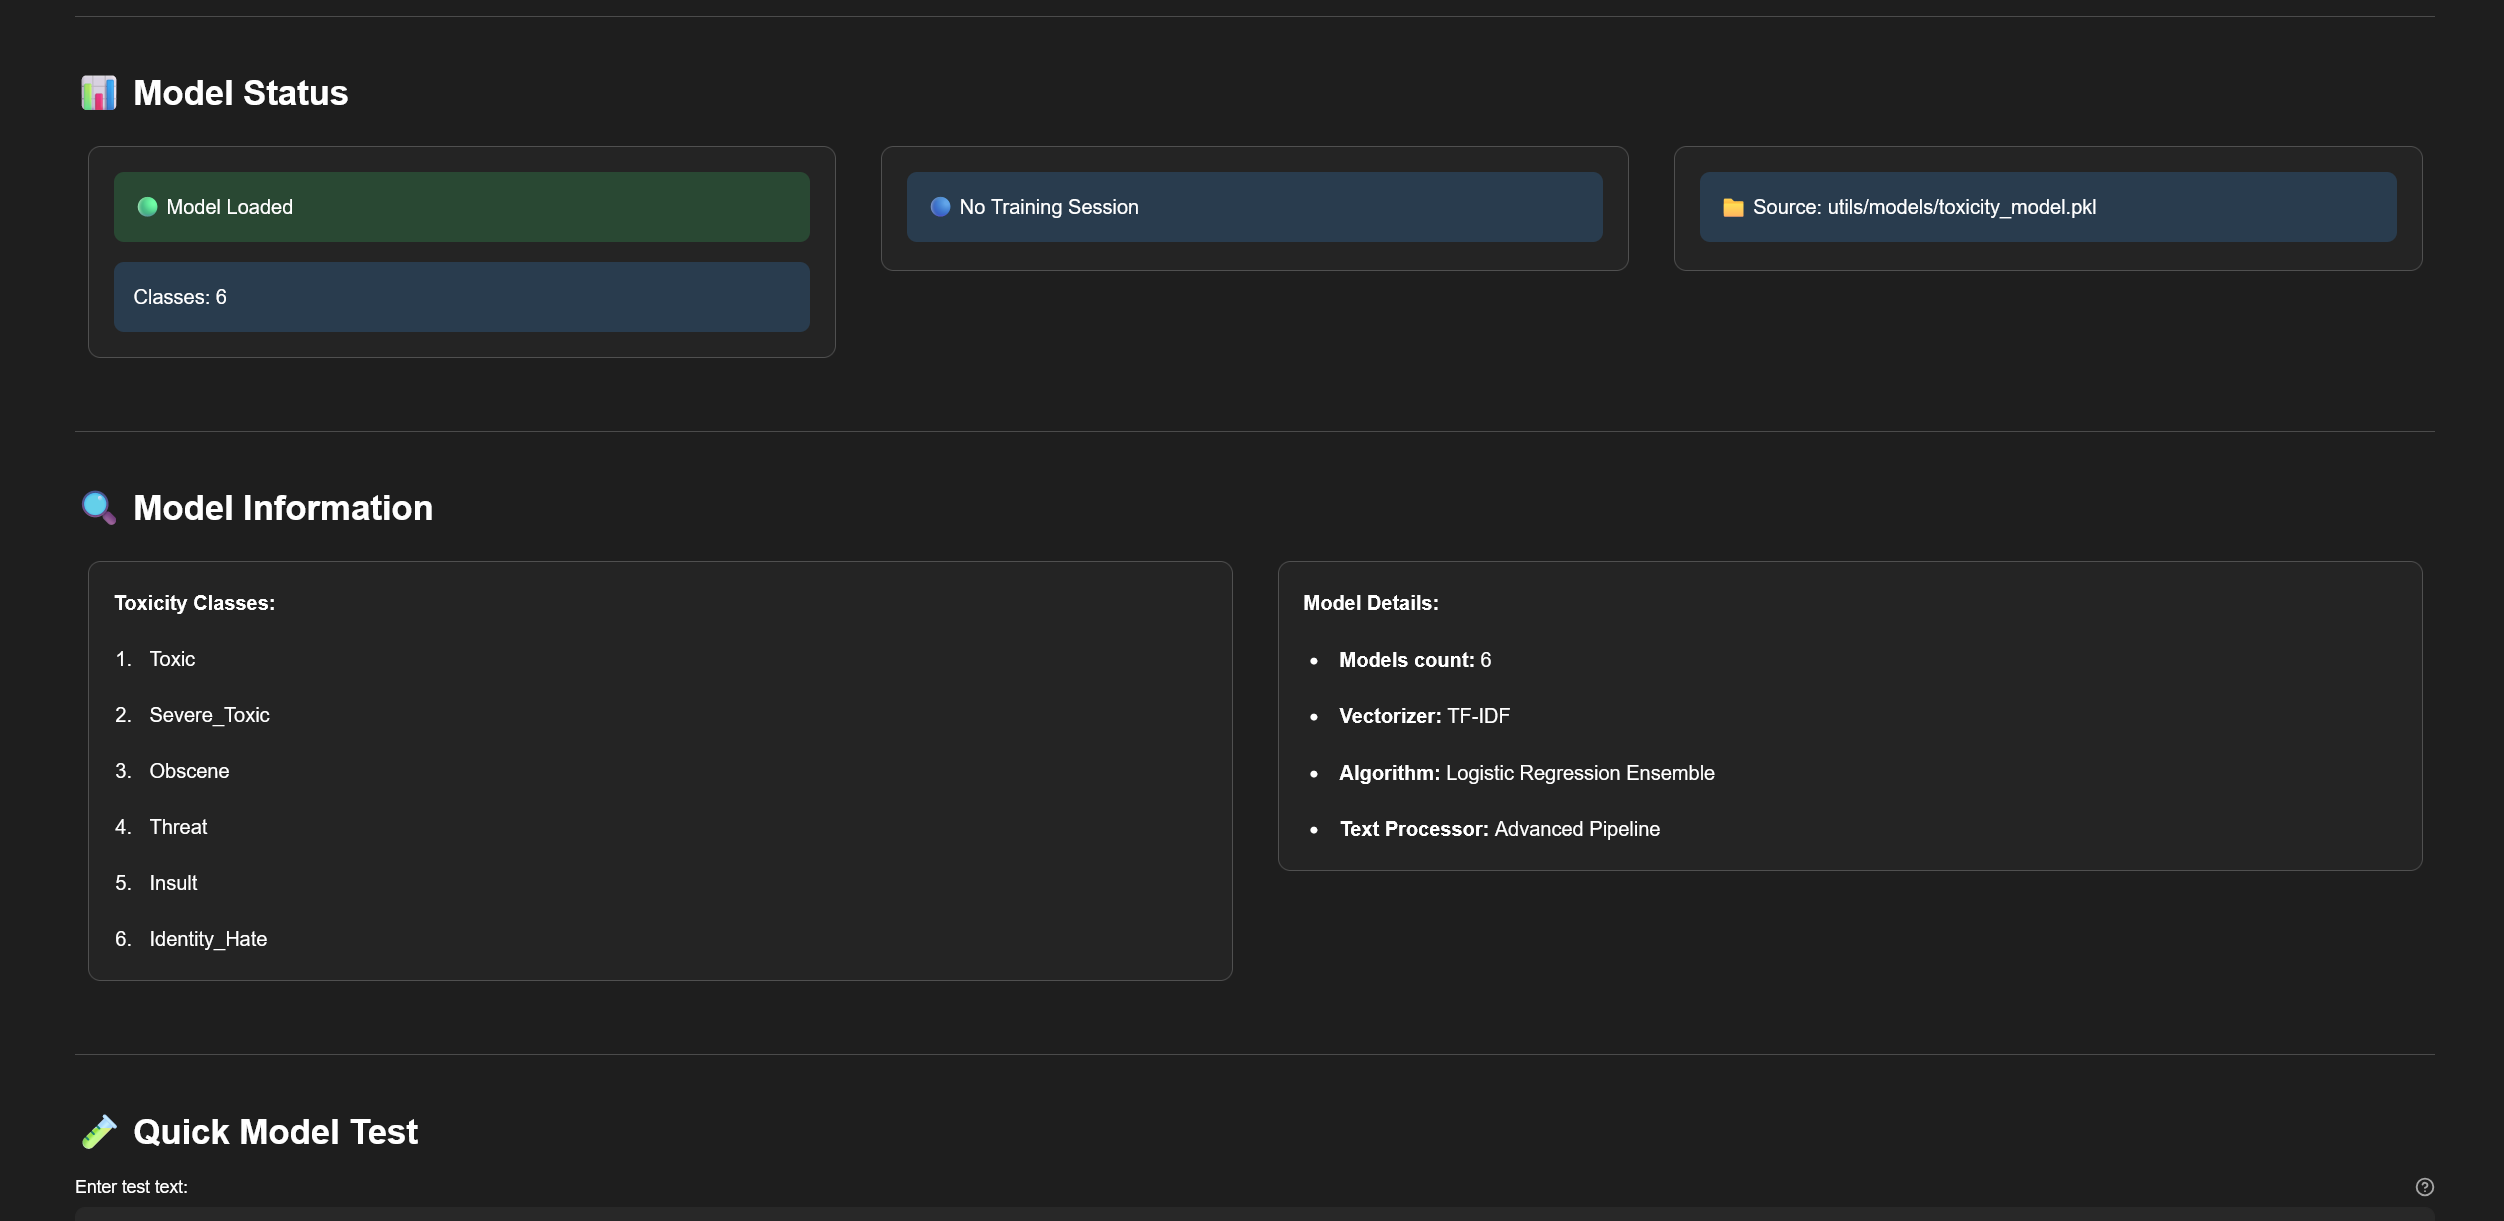 Model Status
Model Loaded
Classes: 6
No Training Session
Source: utils/models/toxicity_model.pkl
Model Information
Toxicity Classes:
1. Toxic
2. Severe_Toxic
3. Obscene
4. Threat
5. Insult
6. Identity_Hate
Model Details:
• Models count: 6
• Vectorizer: TF-IDF
• Algorithm: Logistic Regression Ensemble
• Text Processor: Advanced Pipeline
Quick Model Test
Enter test text: